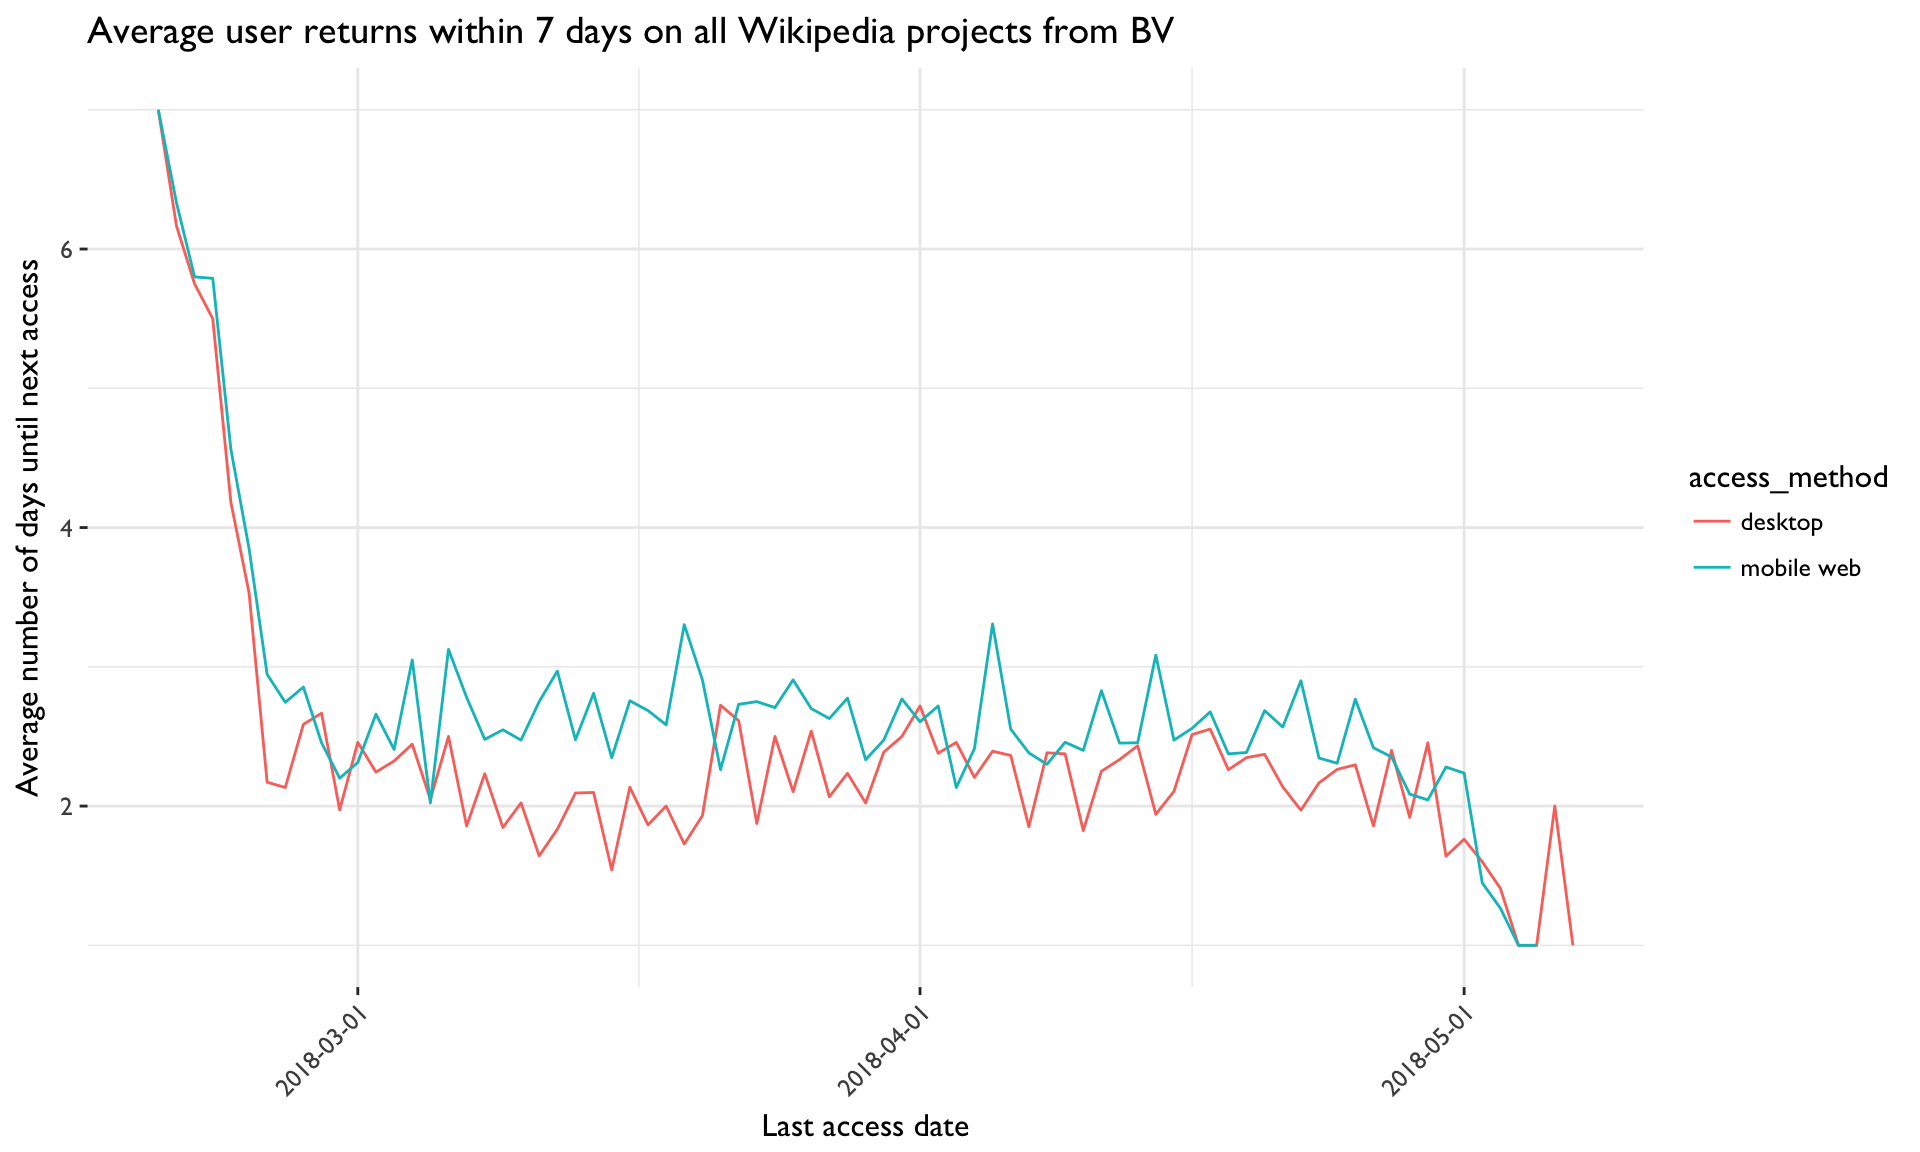 Average user returns within 7 days on all Wikipedia projects from BV
Average number of days until next access
6
4
2
2018-03-01
2018-04-01
2018-05-01
Last access date
access_method
desktop
mobile web